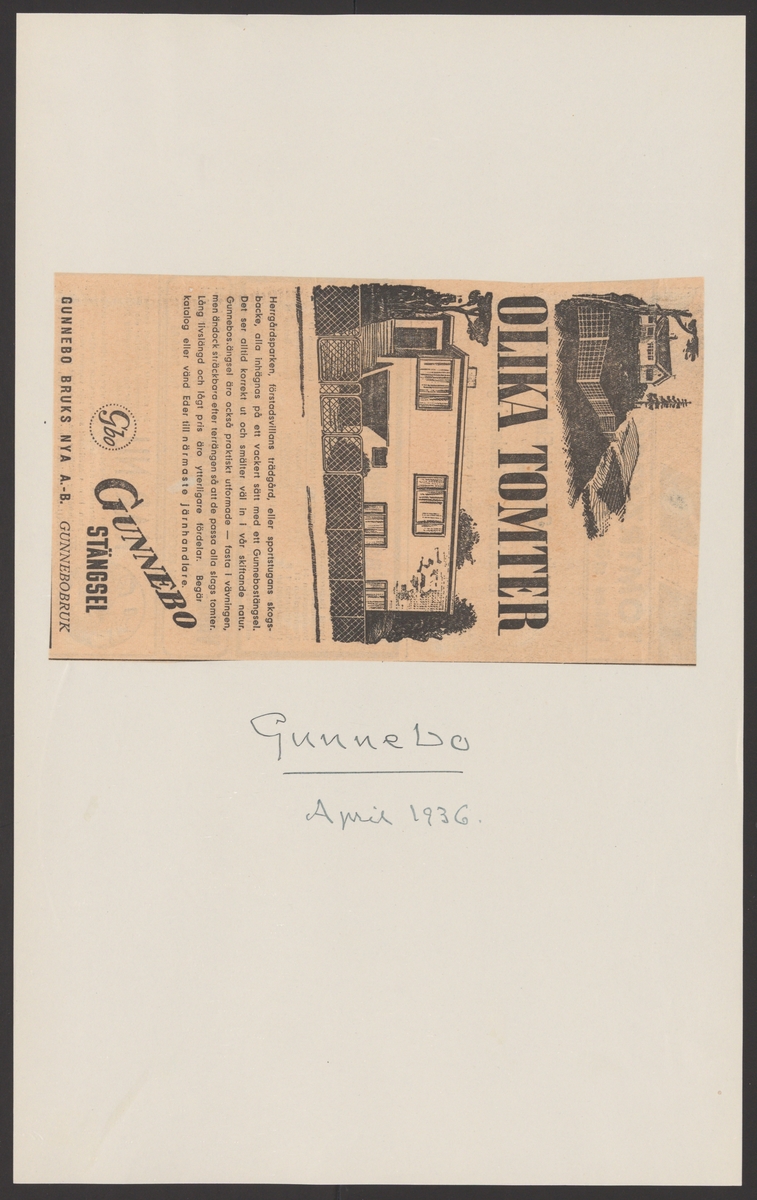 OLIKA TOMTER
Herrgårdsparken, förstadsvillans trädgård, eller sportstugans skogs-
backe, alla inhägnas på ett vackert sätt med ett Gunnebostängsel.
Det ser alltid korrekt ut och smälter väl in i vår skiftande natur.
Gunnebos.ängsel äro också praktiskt utformade — fasta i vävningen,
men ändock sträckbara efter terrängen så att de passa alla slags tomter.
Lång livslängd och lågt pris äro ytterligare fördelar. Begär
katalog eller vänd Eder till närmaste järnhandlare.
Gbo
GUNNEBO
STÄNGSEL
GUNNEBO BRUKS NYA A.-B. GUNNEBOBRUK
Gunnebo
April 1936.